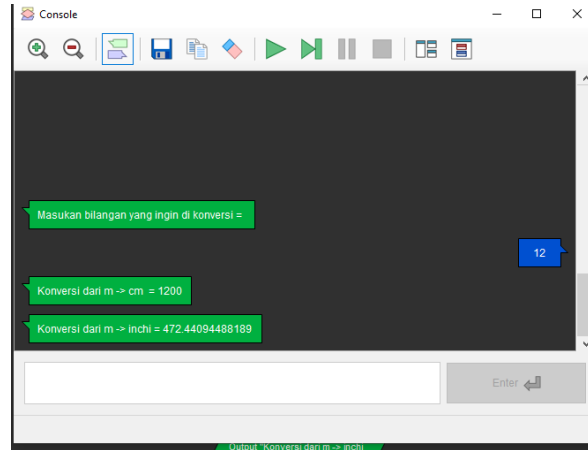 Console
Masukan bilangan yang ingin di konversi =
12
Konversi dari m -> cm = 1200
Konversi dari m -> inchi = 472.44094488189
Enter
Output "Konversi dari m -> inchi